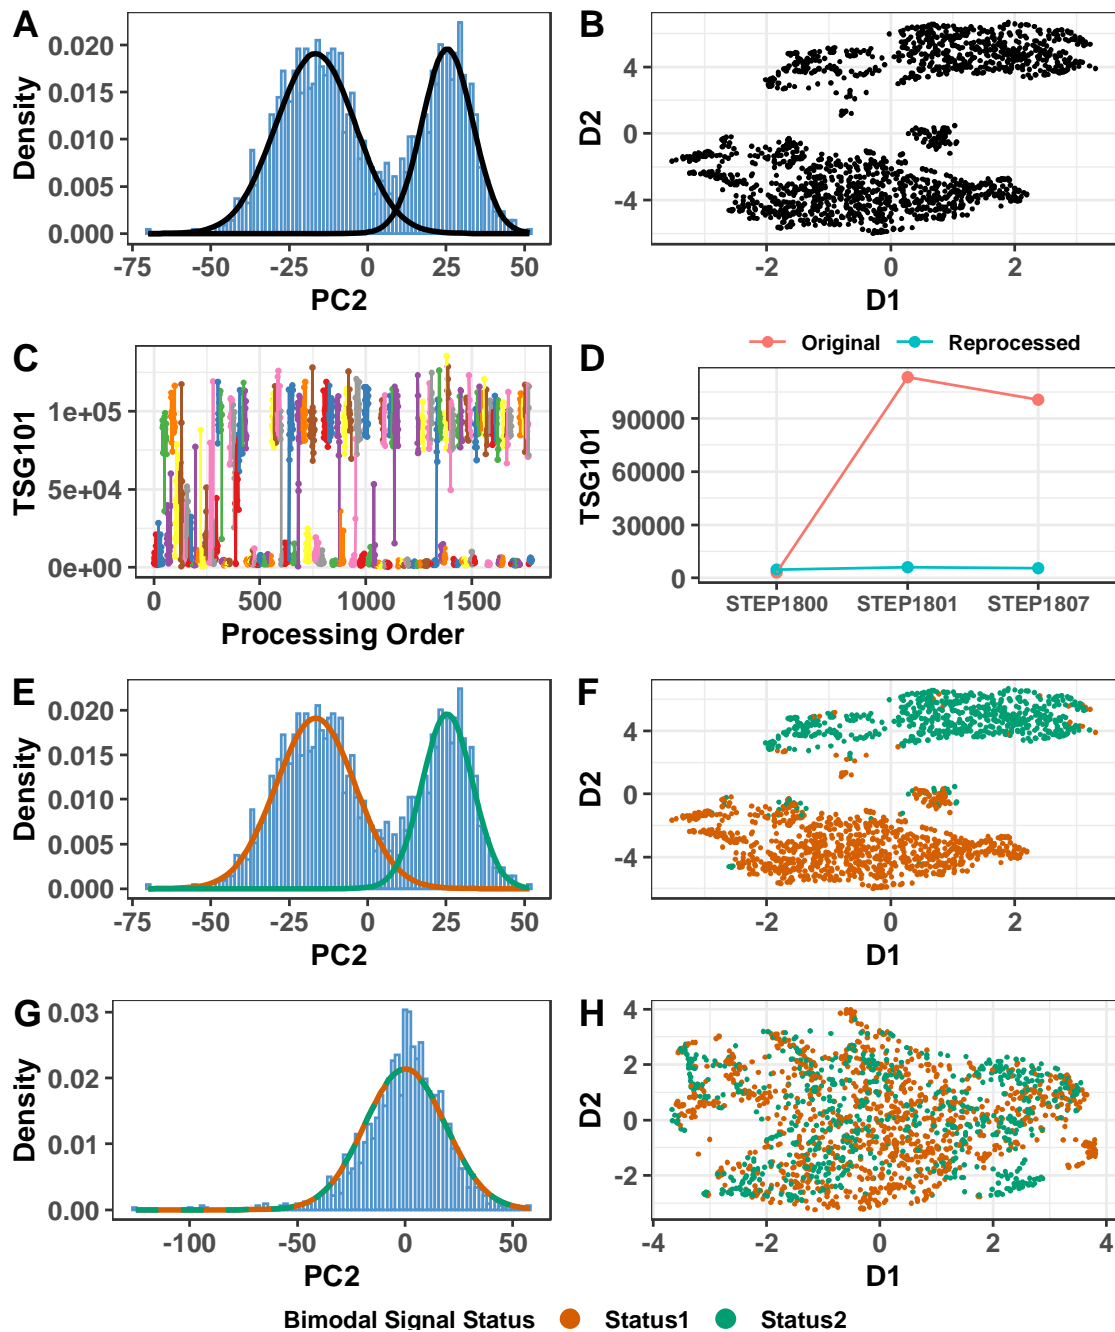 A
Density
0.020
0.015
0.010
0.005
0.000
-75 -50 -25 0 25 50
PC2
B
D2
4
0
-4
-2 0 2
D1
C
TSG101
1e+05
5e+04
0e+00
0 500 1000 1500
Processing Order
Original Reprocessed
D
TSG101
90000
60000
30000
0
STEP1800 STEP1801 STEP1807
E
Density
0.020
0.015
0.010
0.005
0.000
-75 -50 -25 0 25 50
PC2
F
D2
4
0
-4
-2 0 2
D1
G
Density
0.03
0.02
0.01
0.00
-100 -50 0 50
PC2
H
D2
4
2
0
-2
-4 -2 0 2 4
D1
Bimodal Signal Status Status1 Status2